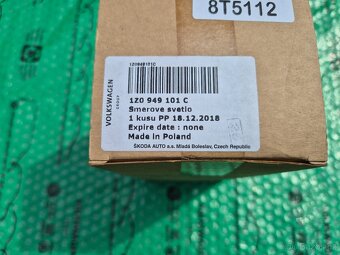 8T5112
1Z0949101C
VOLKSWAGEN
GROUP
1Z0 949 101 C
Smerove svetlo
1 kusu PP 18.12.2018
Expire date : none
Made in Poland
ŠKODA AUTO a.s. Mladá Boleslav, Czech Republic